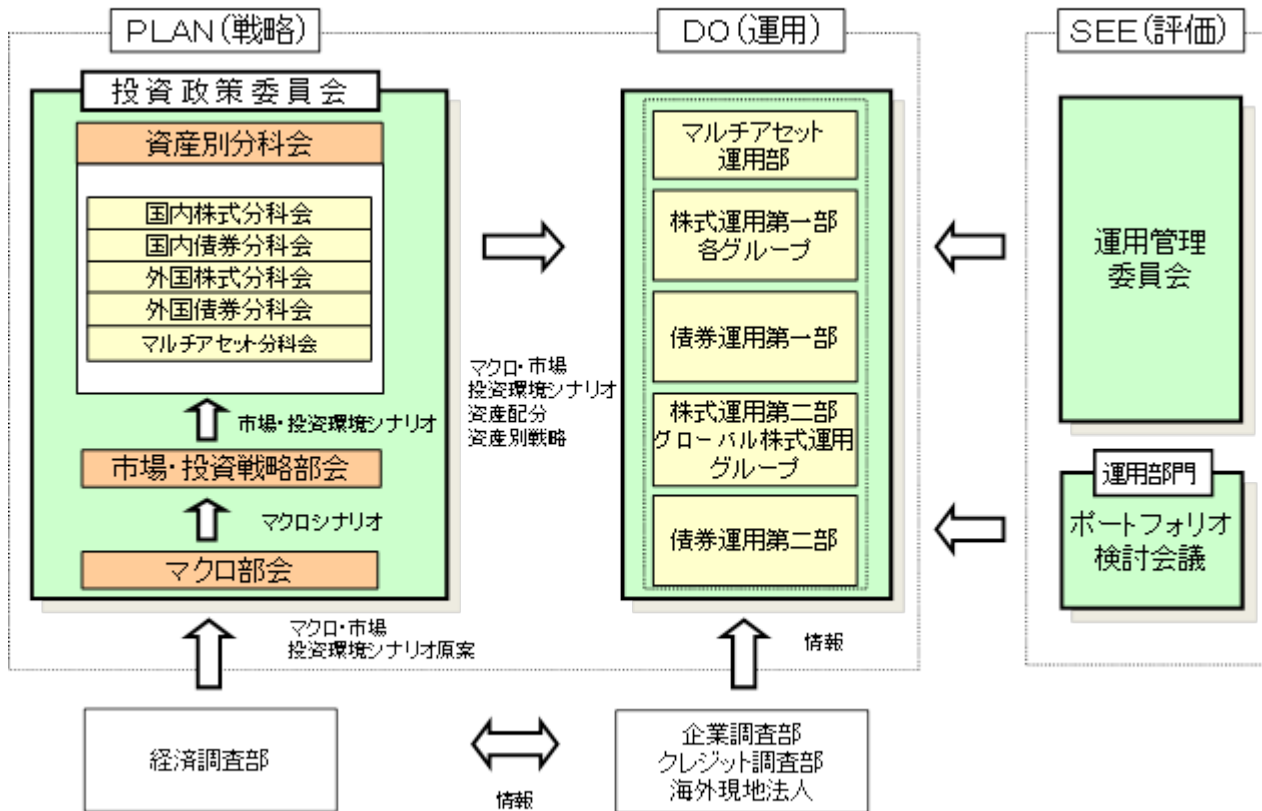 PLAN(戦略)
投資政策委員会
資産別分科会
国内株式分科会
国内債券分科会
外国株式分科会
外国債券分科会
マルチアセット分科会
市場・投資環境シナリオ
市場・投資戦略部会
マクロシナリオ
マクロ部会
マクロ・市場
投資環境シナリオ原案
経済調査部
マクロ・市場
投資環境シナリオ
資産配分
資産別戦略
DO(運用)
マルチアセット
運用部
株式運用第一部
各グループ
債券運用第一部
株式運用第二部
グローバル株式運用
グループ
債券運用第二部
情報
企業調査部
クレジット調査部
海外現地法人
情報
SEE(評価)
運用管理
委員会
運用部門
ポートフォリオ
検討会議